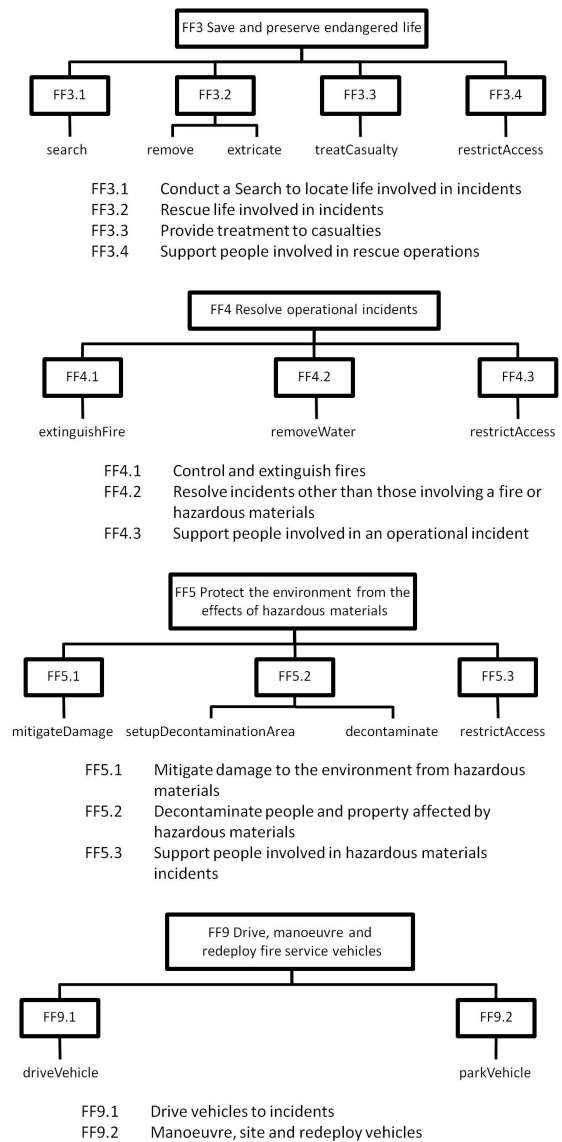 FF3 Save and preserve endangered life
FF3.1 FF3.2 FF3.3 FF3.4
search remove extricate treatCasualty restrictAccess
FF3.1 Conduct a Search to locate life involved in incidents
FF3.2 Rescue life involved in incidents
FF3.3 Provide treatment to casualties
FF3.4 Support people involved in rescue operations
FF4 Resolve operational incidents
FF4.1 FF4.2 FF4.3
extinguishFire removeWater restrictAccess
FF4.1 Control and extinguish fires
FF4.2 Resolve incidents other than those involving a fire or
hazardous materials
FF4.3 Support people involved in an operational incident
FF5 Protect the environment from the
effects of hazardous materials
FF5.1 FF5.2 FF5.3
mitigateDamage setupDecontaminationArea decontaminate restrictAccess
FF5.1 Mitigate damage to the environment from hazardous
materials
FF5.2 Decontaminate people and property affected by
hazardous materials
FF5.3 Support people involved in hazardous materials
incidents
FF9 Drive, manoeuvre and
redeploy fire service vehicles
FF9.1 FF9.2
driveVehicle parkVehicle
FF9.1 Drive vehicles to incidents
FF9.2 Manoeuvre, site and redeploy vehicles